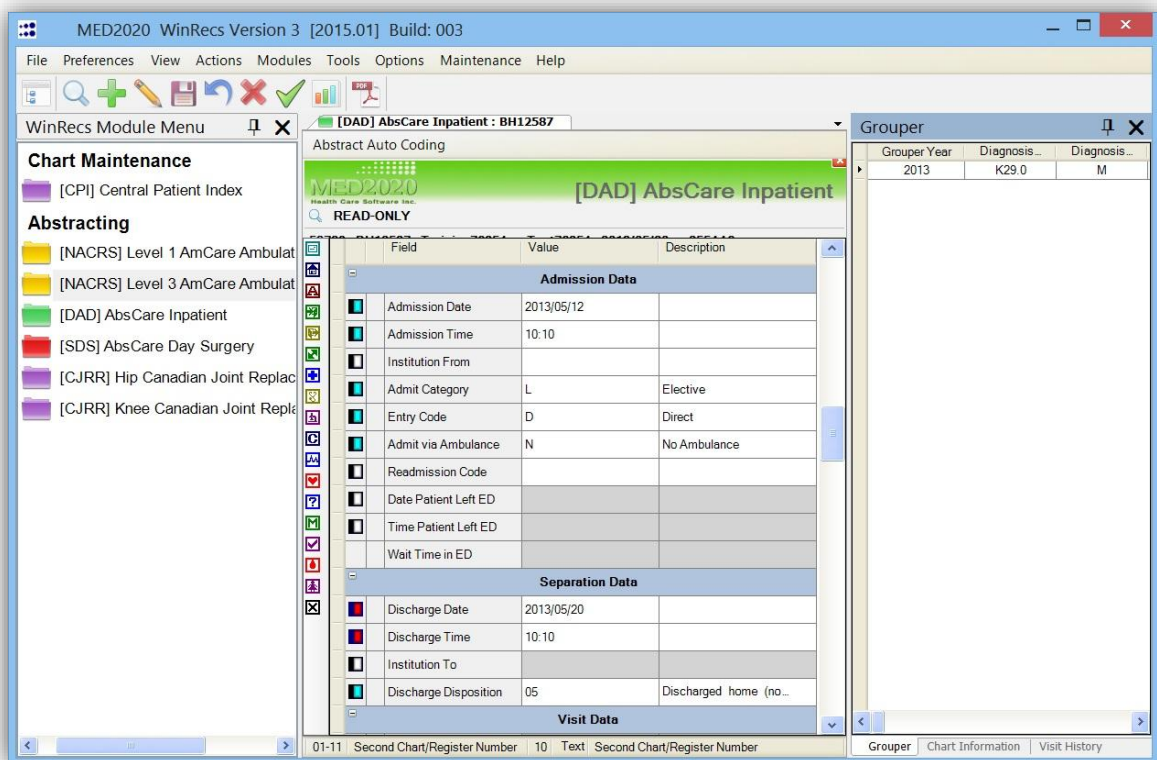 MED2020 WinRecs Version 3 [2015.01] Build: 003
File Preferences View Actions Modules Tools Options Maintenance Help
PDF
WinRecs Module Menu
Chart Maintenance
[CPI] Central Patient Index
Abstracting
[NACRS] Level 1 AmCare Ambulat
[NACRS] Level 3 AmCare Ambulat
[DAD] AbsCare Inpatient
[SDS] AbsCare Day Surgery
[CJRR] Hip Canadian Joint Replac
[CJRR] Knee Canadian Joint Repla
[DAD] AbsCare Inpatient : BH12587
Abstract Auto Coding
MED2020
Health Care Software Inc.
[DAD] AbsCare Inpatient
READ-ONLY
Field Value Description
Admission Data
Admission Date 2013/05/12
Admission Time 10:10
Institution From
Admit Category L Elective
Entry Code D Direct
Admit via Ambulance N No Ambulance
Readmission Code
Date Patient Left ED
Time Patient Left ED
Wait Time in ED
Separation Data
Discharge Date 2013/05/20
Discharge Time 10:10
Institution To
Discharge Disposition 05 Discharged home (no...
Visit Data
01-11 Second Chart/Register Number 10 Text Second Chart/Register Number
Grouper
Grouper Year Diagnosis... Diagnosis...
2013 K29.0 M
Grouper Chart Information Visit History